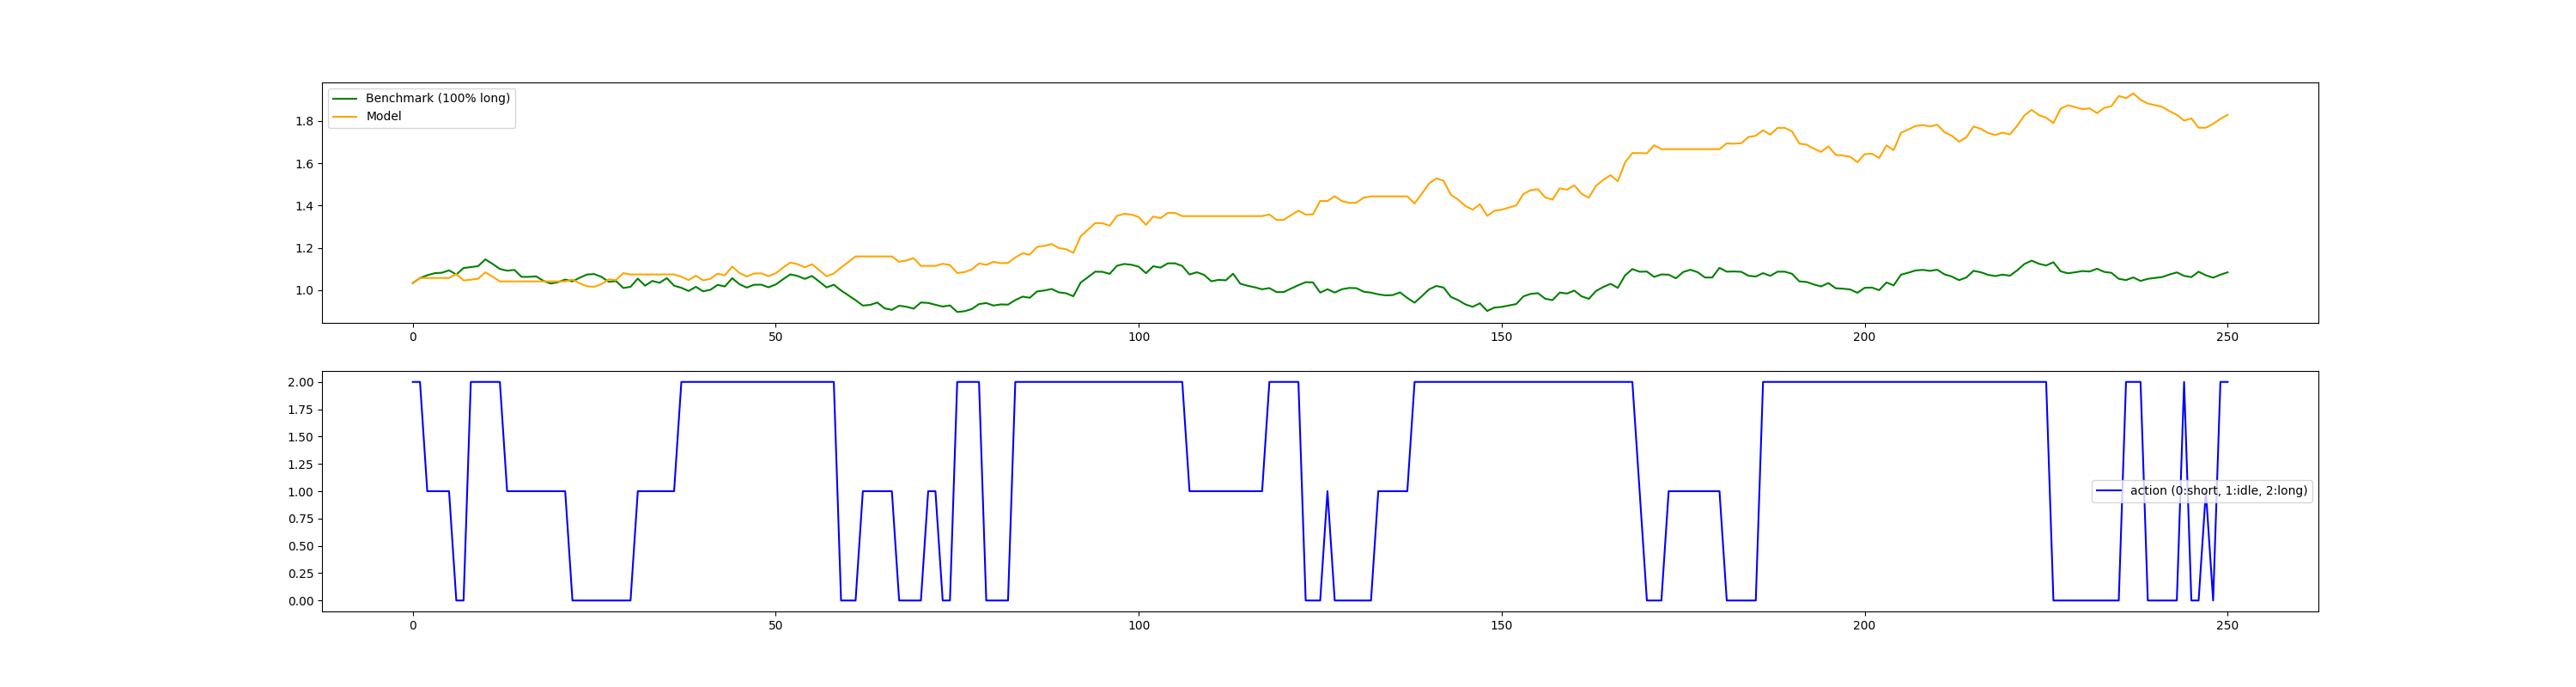 Benchmark (100% long)
Model
1.8
1.6
1.4
1.2
1.0
0 50 100 150 200 250
2.00
1.75
1.50
1.25
1.00
0.75
0.50
0.25
0.00
action (0:short, 1:idle, 2:long)
0 50 100 150 200 250